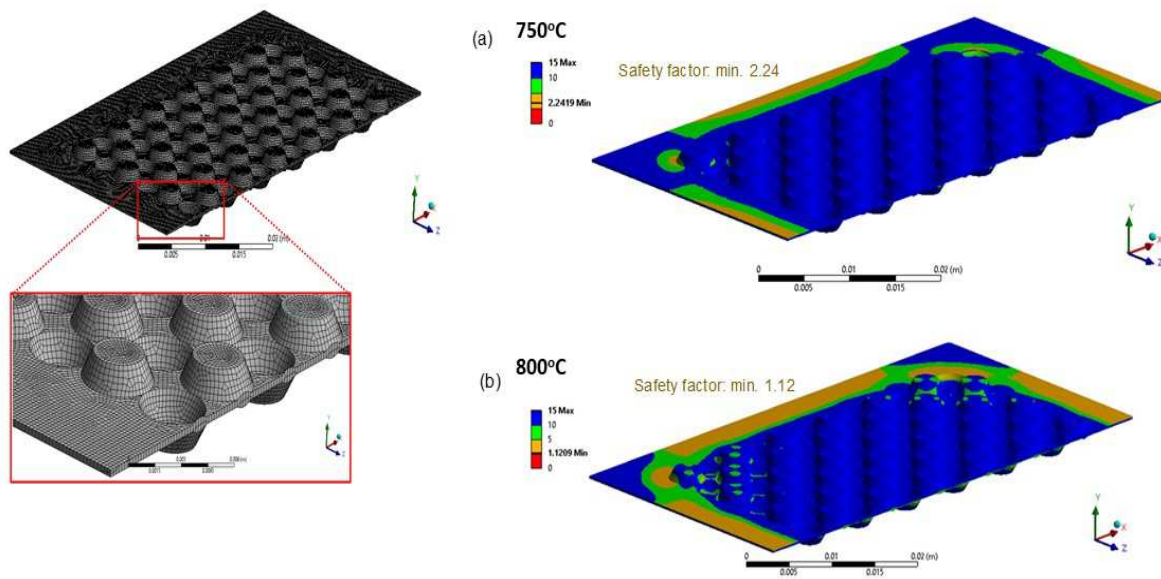 0.01
0
0.02 (m)
0.005
0.015
Y
Z
Y
Z
(a)
750°C
15 Max
10
2.2419 Min
0
Safety factor: min. 2.24
Y
X
Z
0
0.01
0.02 (m)
0.005
0.015
(b)
800°C
15 Max
10
5
1.1209 Min
0
Safety factor: min. 1.12
Y
X
Z
0
0.01
0.02 (m)
0.005
0.015